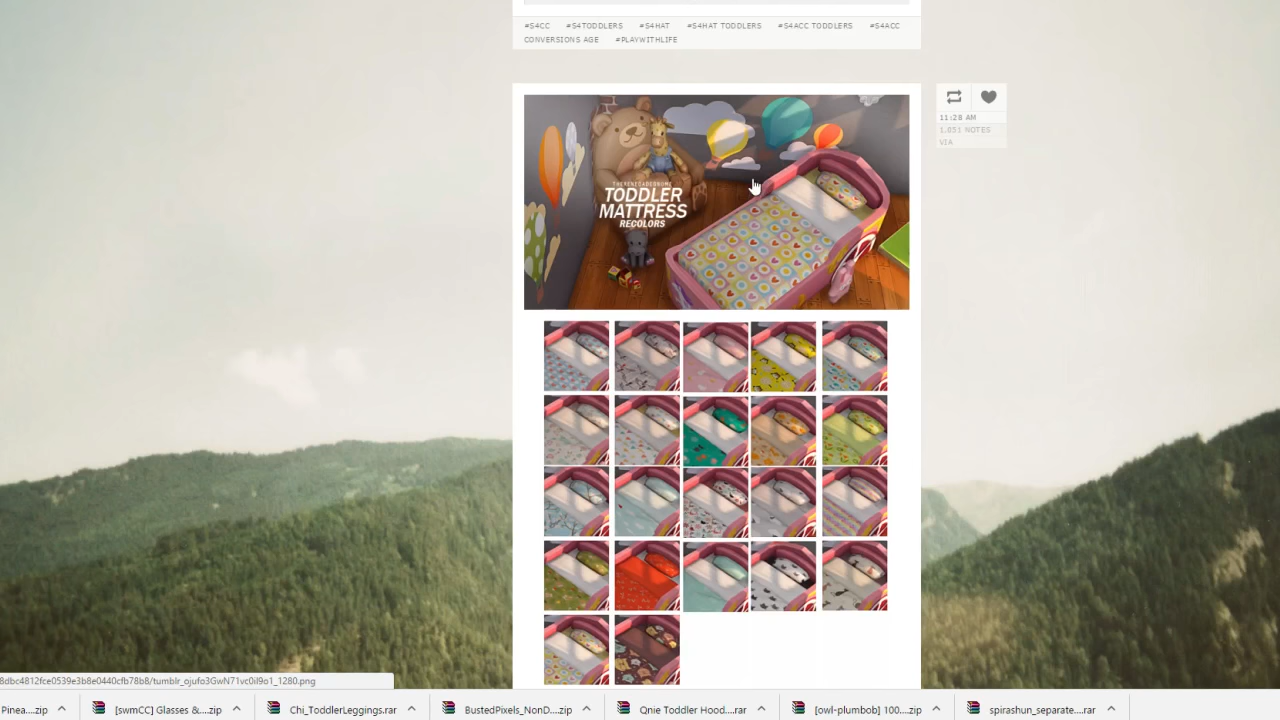 #S4CC #S4TODDLERS #S4HAT #S4HAT TODDLERS #S4ACC TODDLERS #S4ACC
CONVERSIONS AGE #PLAYWITHLIFE
11:28 AM
1,051 NOTES
VIA
TODDLER
MATTRESS
RECOLORS
8dbc4812fce0539e3b8e0440cfb78b8/tumblr_ojufo3GwN71vc0il9o1_1280.png
Pinea....zip
[swmCC] Glasses &....zip
Chi_ToddlerLeggings.rar
BustedPixels_NonD....zip
Qnie Toddler Hood....rar
[owl-plumbob] 100....zip
spirashun_separate....rar